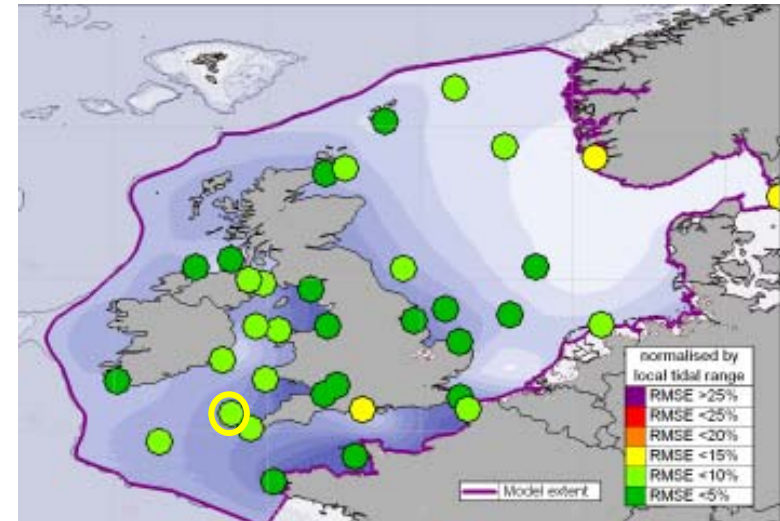 normalised by
local tidal range
RMSE >25%
RMSE <25%
RMSE <20%
RMSE <15%
RMSE <10%
RMSE <5%
Model extent